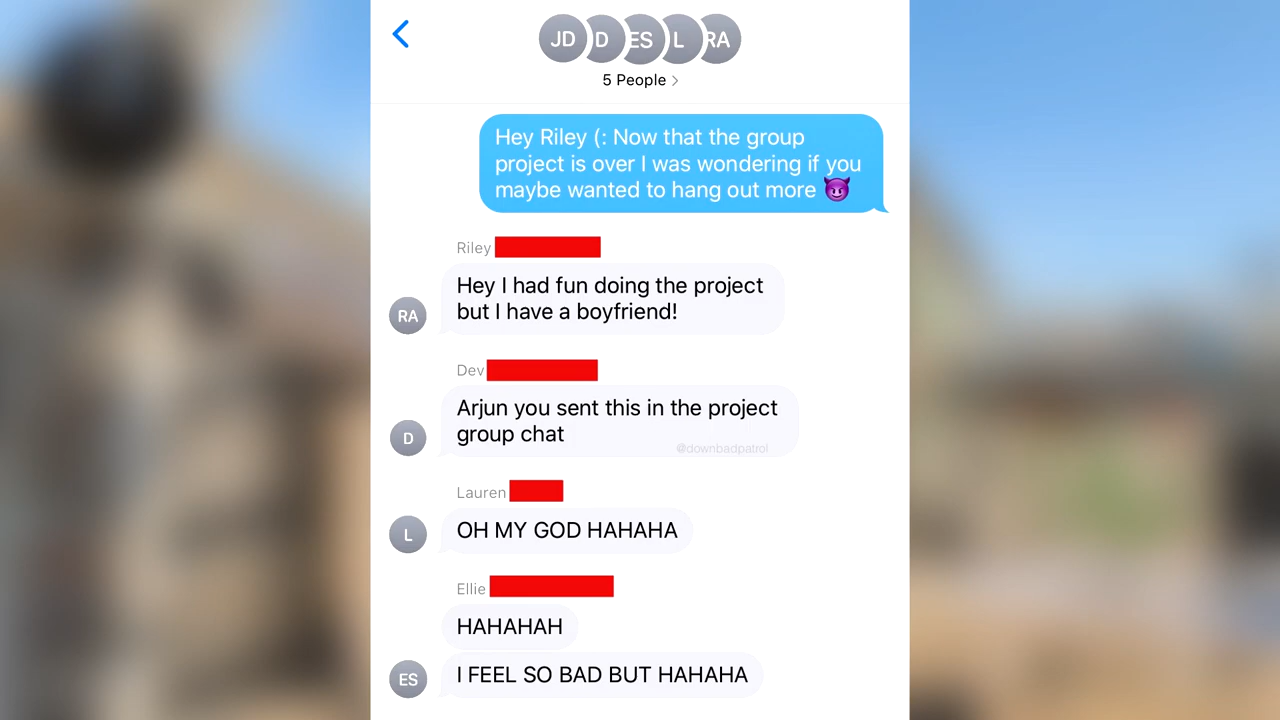 JD D ES L RA
5 People >
Hey Riley (: Now that the group
project is over I was wondering if you
maybe wanted to hang out more 😈
Riley
Hey I had fun doing the project
but I have a boyfriend!
RA
Dev
Arjun you sent this in the project
group chat
@downbadpatrol
D
Lauren
OH MY GOD HAHAHA
L
Ellie
HAHAHAH
I FEEL SO BAD BUT HAHAHA
ES